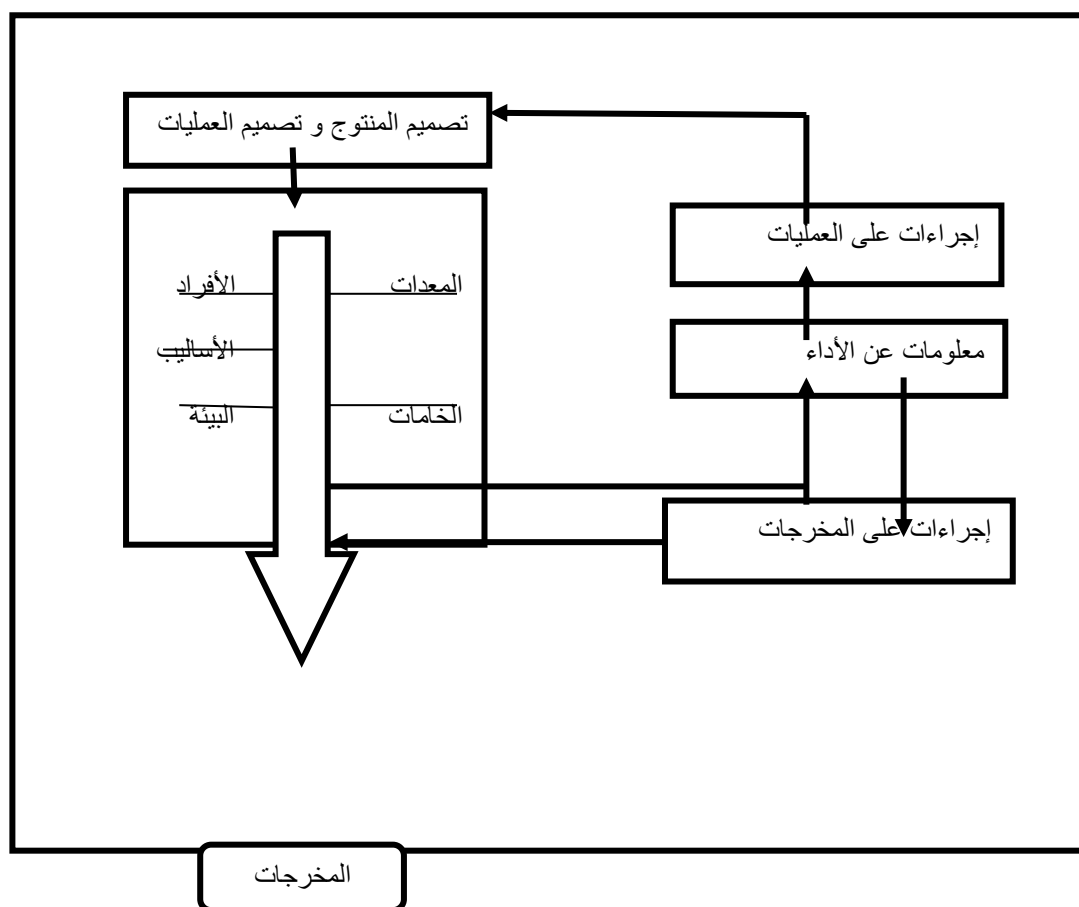 تصميم المنتوج و تصميم العمليات
إجراءات على العمليات
المعدات
الأفراد
معلومات عن الأداء
الأساليب
الخامات
البيئة
إجراءات على المخرجات
المخرجات